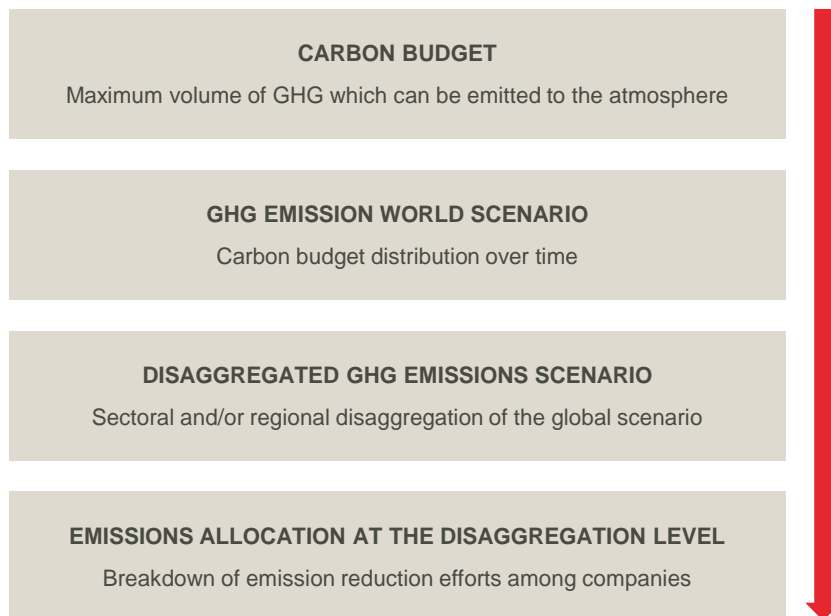 CARBON BUDGET
Maximum volume of GHG which can be emitted to the atmosphere
GHG EMISSION WORLD SCENARIO
Carbon budget distribution over time
DISAGGREGATED GHG EMISSIONS SCENARIO
Sectoral and/or regional disaggregation of the global scenario
EMISSIONS ALLOCATION AT THE DISAGGREGATION LEVEL
Breakdown of emission reduction efforts among companies